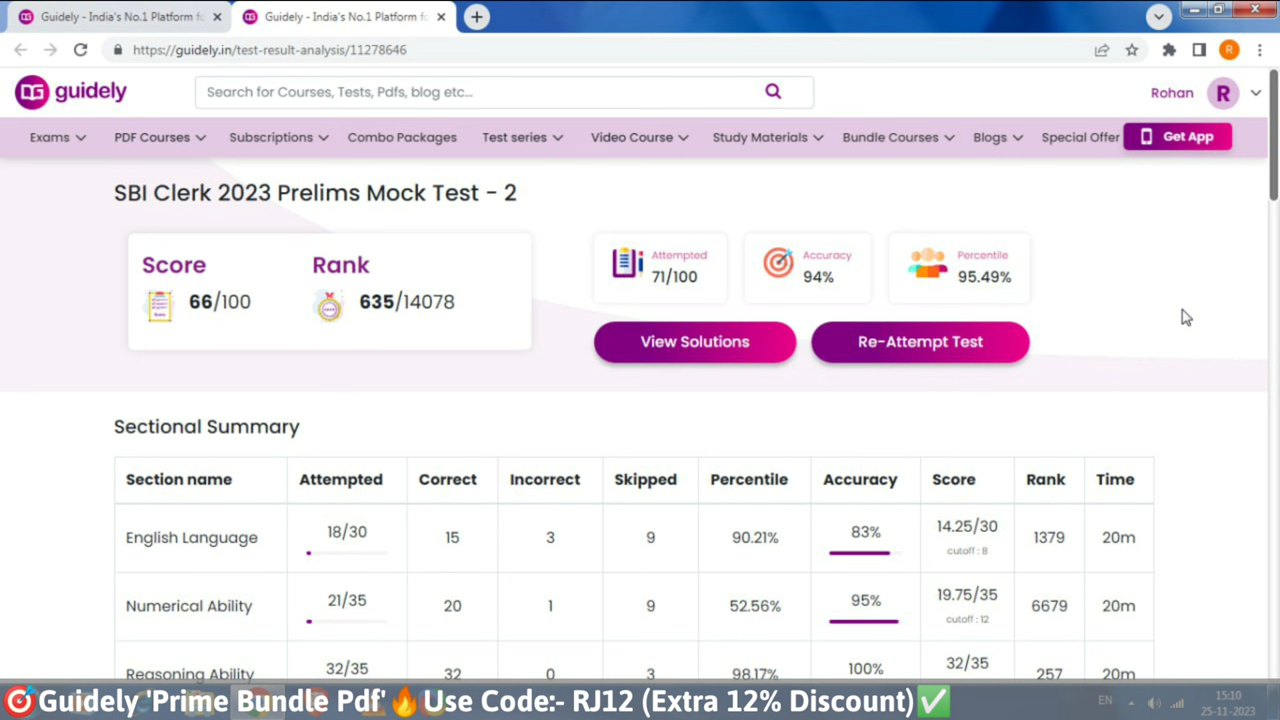 Guidely - India's No.1 Platform fo
Guidely - India's No.1 Platform for
https://guidely.in/test-result-analysis/11278646
R
guidely
Search for Courses, Tests, Pdfs, blog etc...
Rohan
R
Exams
PDF Courses
Subscriptions
Combo Packages
Test series
Video Course
Study Materials
Bundle Courses
Blogs
Special Offer
Get App
SBI Clerk 2023 Prelims Mock Test - 2
Score
66/100
Rank
635/14078
Attempted
71/100
Accuracy
94%
Percentile
95.49%
View Solutions
Re-Attempt Test
Sectional Summary
Section name Attempted Correct Incorrect Skipped Percentile Accuracy Score Rank Time
English Language 18/30 15 3 9 90.21% 83% 14.25/30 1379 20m
cutoff : 8
Numerical Ability 21/35 20 1 9 52.56% 95% 19.75/35 6679 20m
cutoff : 12
Reasoning Ability 32/35 32 0 3 98.17% 100% 32/35 257 20m
🎯Guidely 'Prime Bundle Pdf'🔥Use Code:- RJ12 (Extra 12% Discount)✅
EN
15:10
25-11-2023